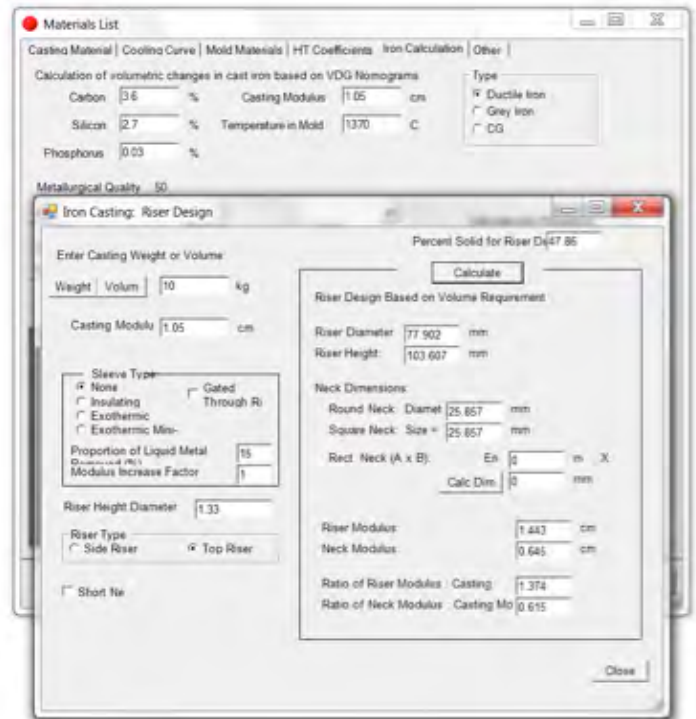 Materials List
Casting Material | Cooling Curve | Mold Materials | HT Coefficients | Iron Calculation | Other |
Calculation of volumetric changes in cast iron based on VDG Nomograms
Type
Carbon 3.6 % Casting Modulus 1.05 cm
Ductile Iron
Silicon 2.7 % Temperature in Mold 1370 C
Grey Iron
CG
Phosphorus 0.03 %
Metallurgical Quality 50
Iron Casting: Riser Design
Percent Solid for Riser De 47.86
Enter Casting Weight or Volume:
Calculate
Weight | Volum 10 kg
Riser Design Based on Volume Requirement
Casting Modulu 1.05 cm
Riser Diameter 77.902 mm
Riser Height: 103.607 mm
Sleeve Type
None
Gated Through Ri
Insulating
Exothermic
Exothermic Mini-
Neck Dimensions:
Round Neck: Diamet 25.857 mm
Square Neck: Size = 25.857 mm
Proportion of Liquid Metal 15
Modulus Increase Factor 1
Rect. Neck (A x B): En 0 m X
Calc Dim 0 mm
Riser Height Diameter 1.33
Riser Type
Side Riser Top Riser
Riser Modulus: 1.443 cm
Neck Modulus 0.645 cm
Short Ne
Ratio of Riser Modulus : Casting 1.374
Ratio of Neck Modulus : Casting Mo 0.615
Close